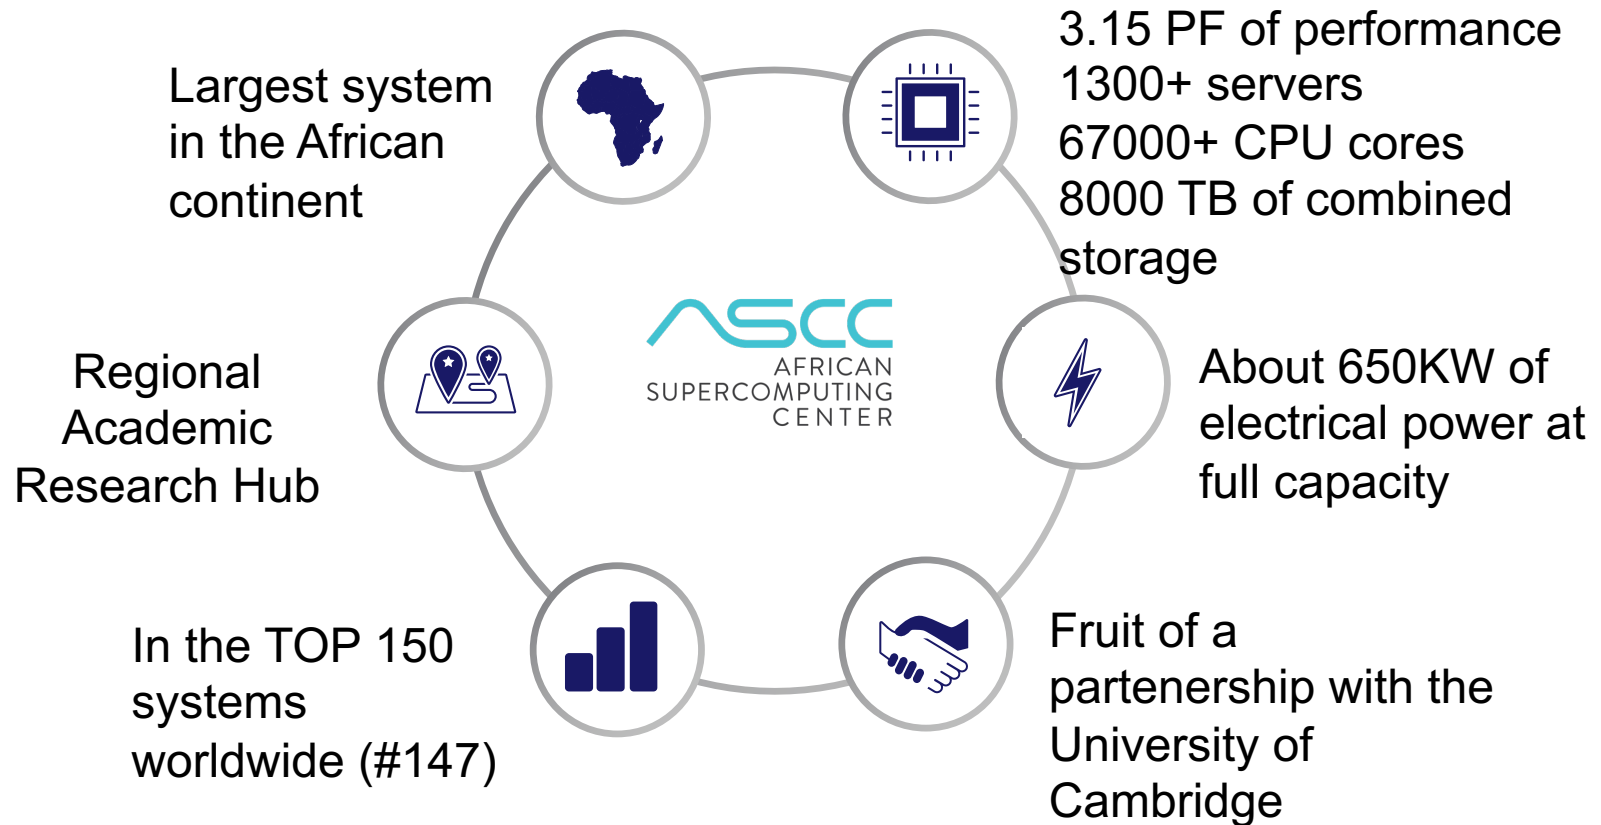 Largest system
in the African
continent
3.15 PF of performance
1300+ servers
67000+ CPU cores
8000 TB of combined
storage
ASCC
AFRICAN
SUPERCOMPUTING
CENTER
Regional
Academic
Research Hub
About 650KW of
electrical power at
full capacity
In the TOP 150
systems
worldwide (#147)
Fruit of a
partenership with the
University of
Cambridge